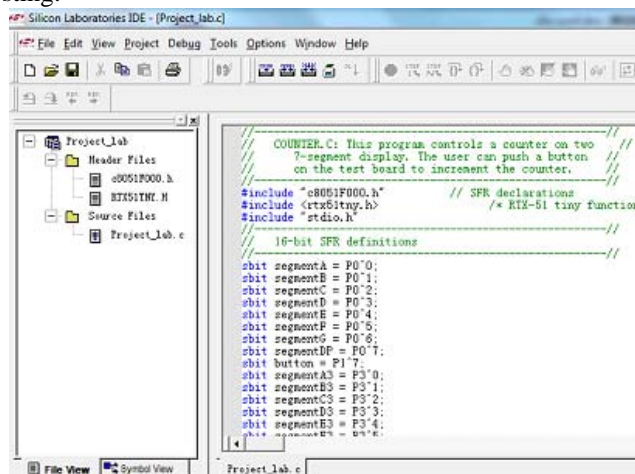 sting.
Silicon Laboratories IDE - [Project_lab.c]
File Edit View Project Debug Tools Options Window Help
Project_lab
Header Files
c8051F000.h
RTX51TNY.H
Source Files
Project_lab.c
//-----------------------------------------------------//
// COUNTER.C: This program controls a counter on two //
// 7-segment display. The user can push a button //
// on the test board to increment the counter. //
//-----------------------------------------------------//
#include "c8051F000.h" // SFR declarations
#include <rtx51tny.h> /* RTX-51 tiny function
#include "stdio.h"
//-----------------------------------------------------//
// 16-bit SFR definitions
//-----------------------------------------------------//
sbit segmentA = P0^0;
sbit segmentB = P0^1;
sbit segmentC = P0^2;
sbit segmentD = P0^3;
sbit segmentE = P0^4;
sbit segmentF = P0^5;
sbit segmentG = P0^6;
sbit segmentDP = P0^7;
sbit button = P1^7;
sbit segmentA3 = P3^0;
sbit segmentB3 = P3^1;
sbit segmentC3 = P3^2;
sbit segmentD3 = P3^3;
sbit segmentE3 = P3^4;
File View Symbol View Project_lab.c